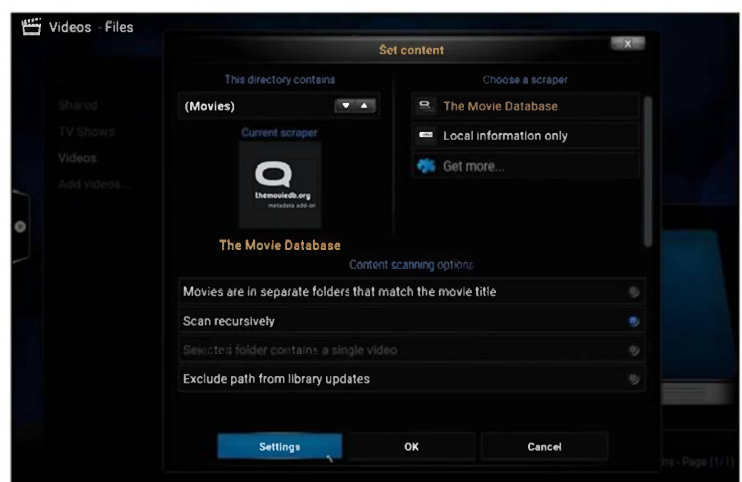 Videos - Files
Set content
This directory contains
Choose a scraper
(Movies)
The Movie Database
Shared
Current scraper
Local information only
TV Shows
Videos
Get more...
Add videos...
themoviedb.org
metadata add-on
The Movie Database
Content scanning options
Movies are in separate folders that match the movie title
Scan recursively
Selected folder contains a single video
Exclude path from library updates
Settings
OK
Cancel
Page (1/1)